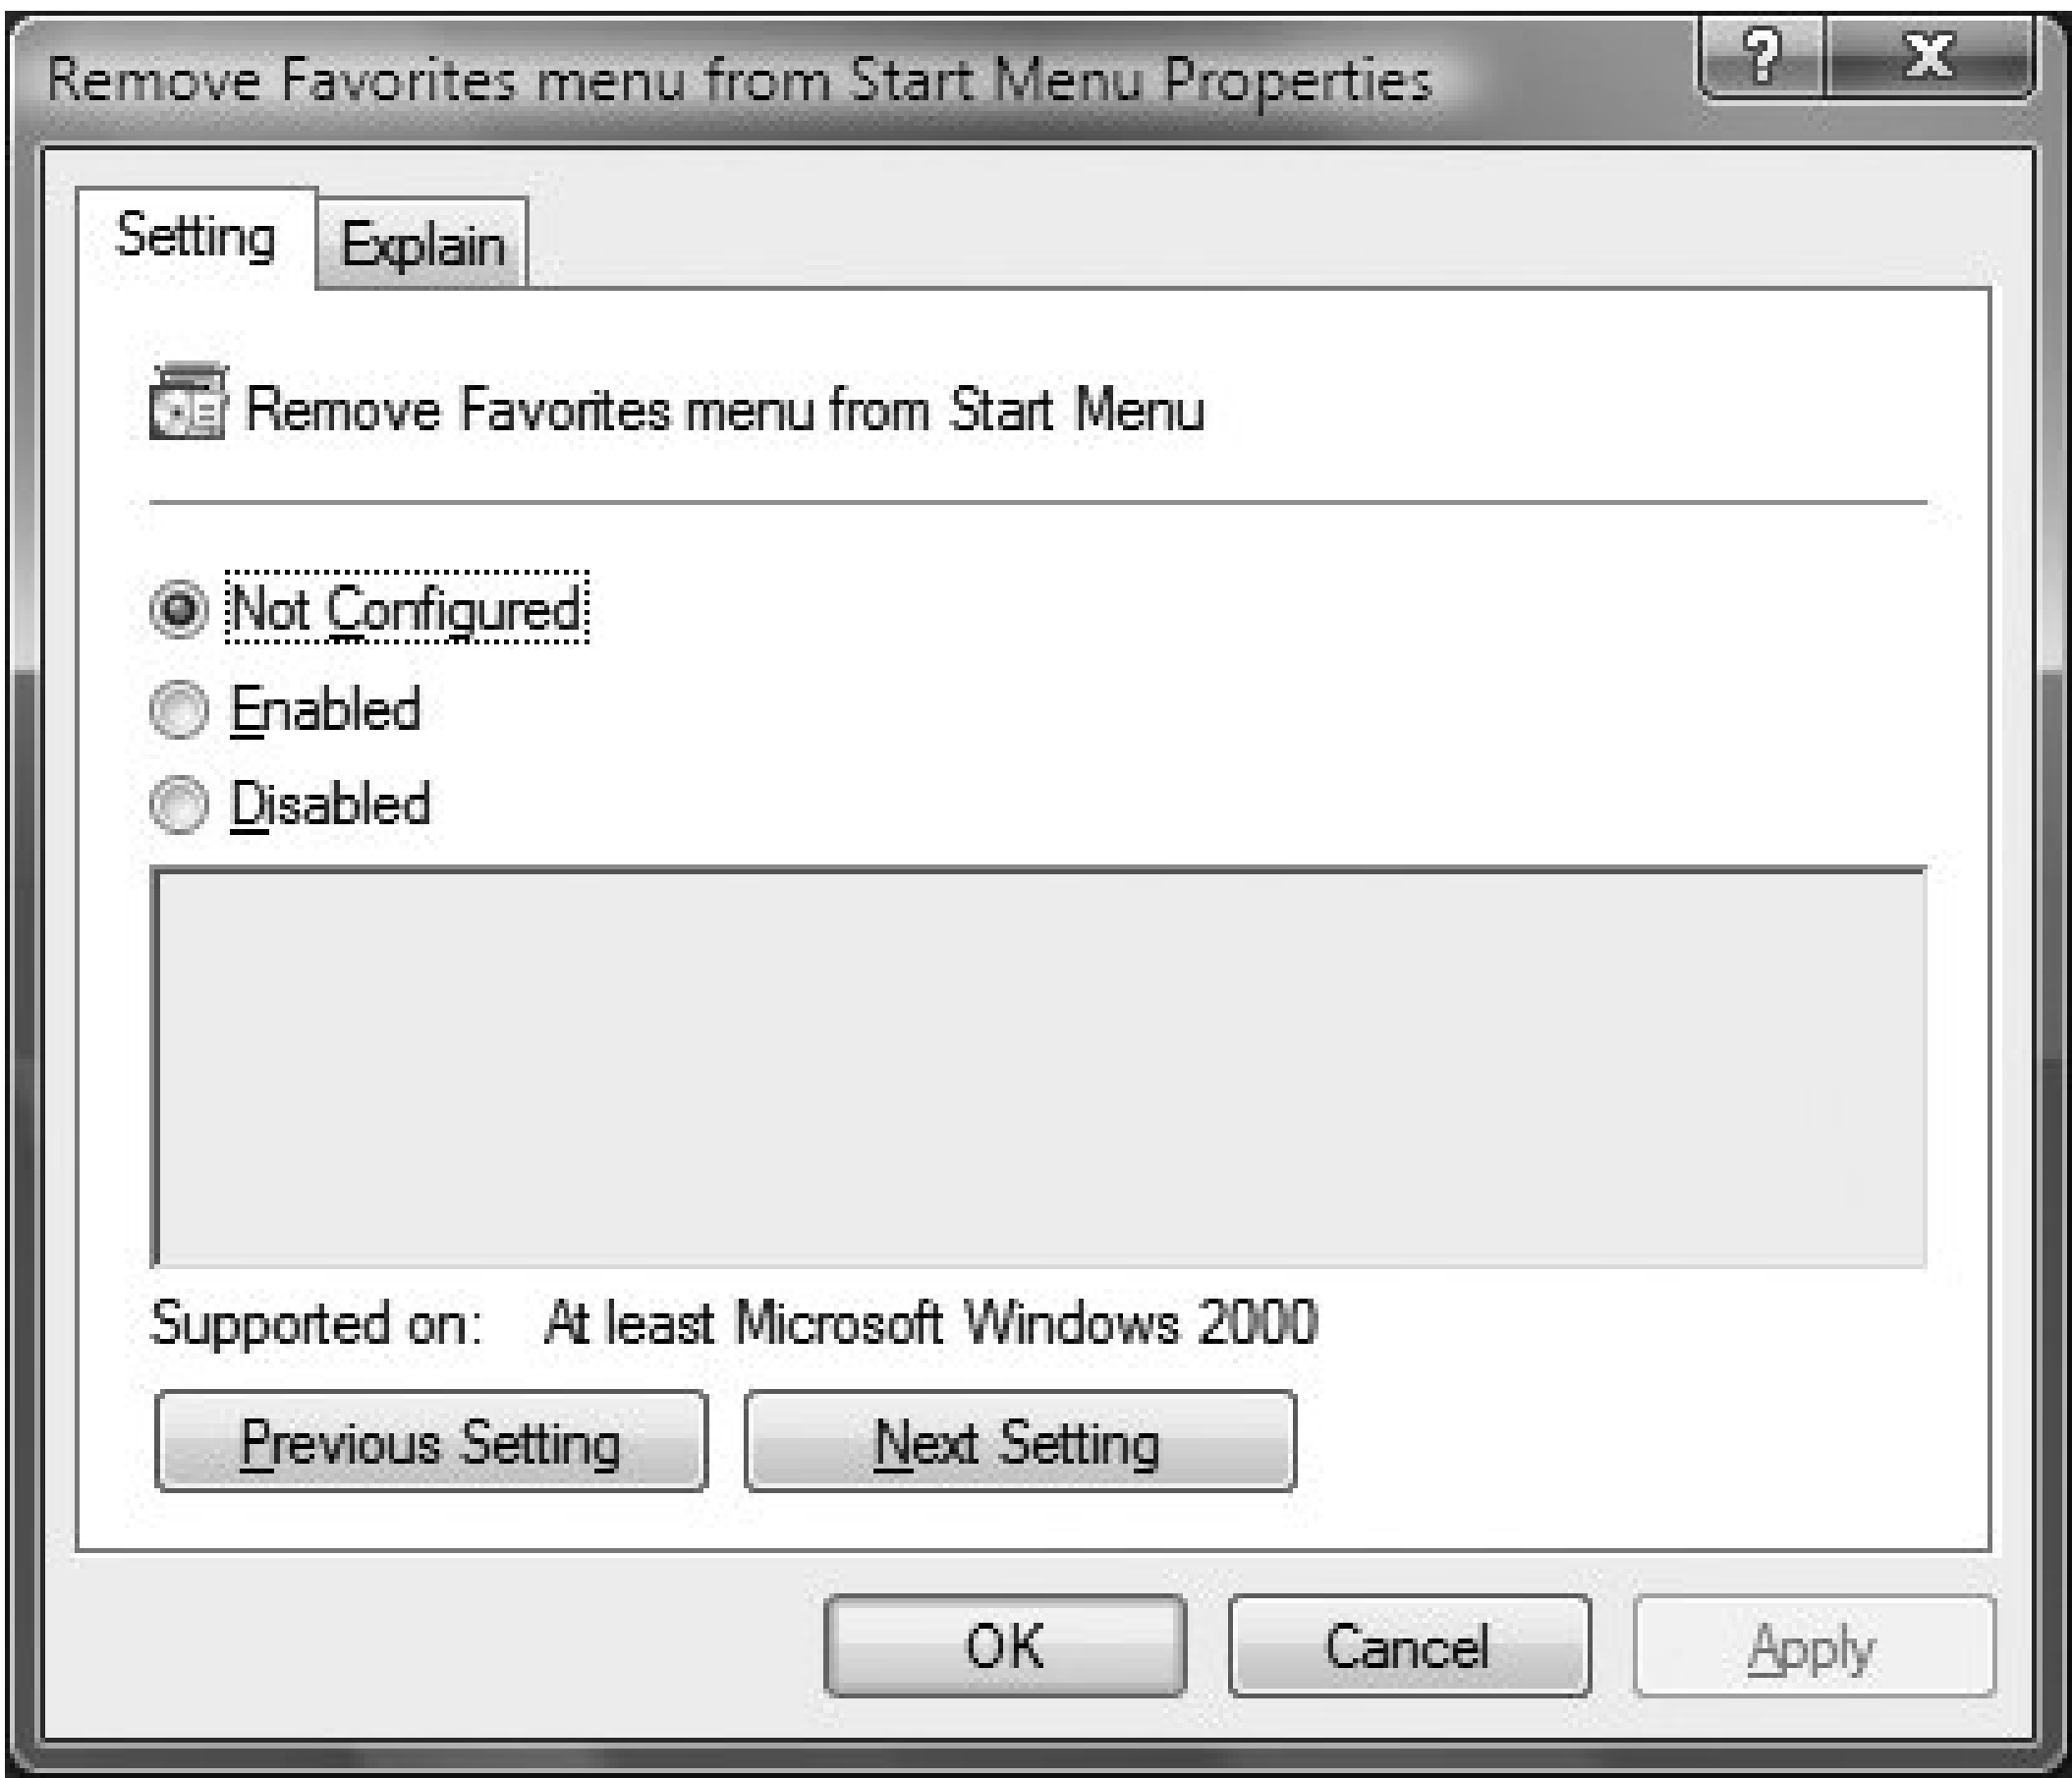 Remove Favorites menu from Start Menu Properties
Setting
Explain
Remove Favorites menu from Start Menu
Not Configured
Enabled
Disabled
Supported on: At least Microsoft Windows 2000
Previous Setting
Next Setting
OK
Cancel
Apply